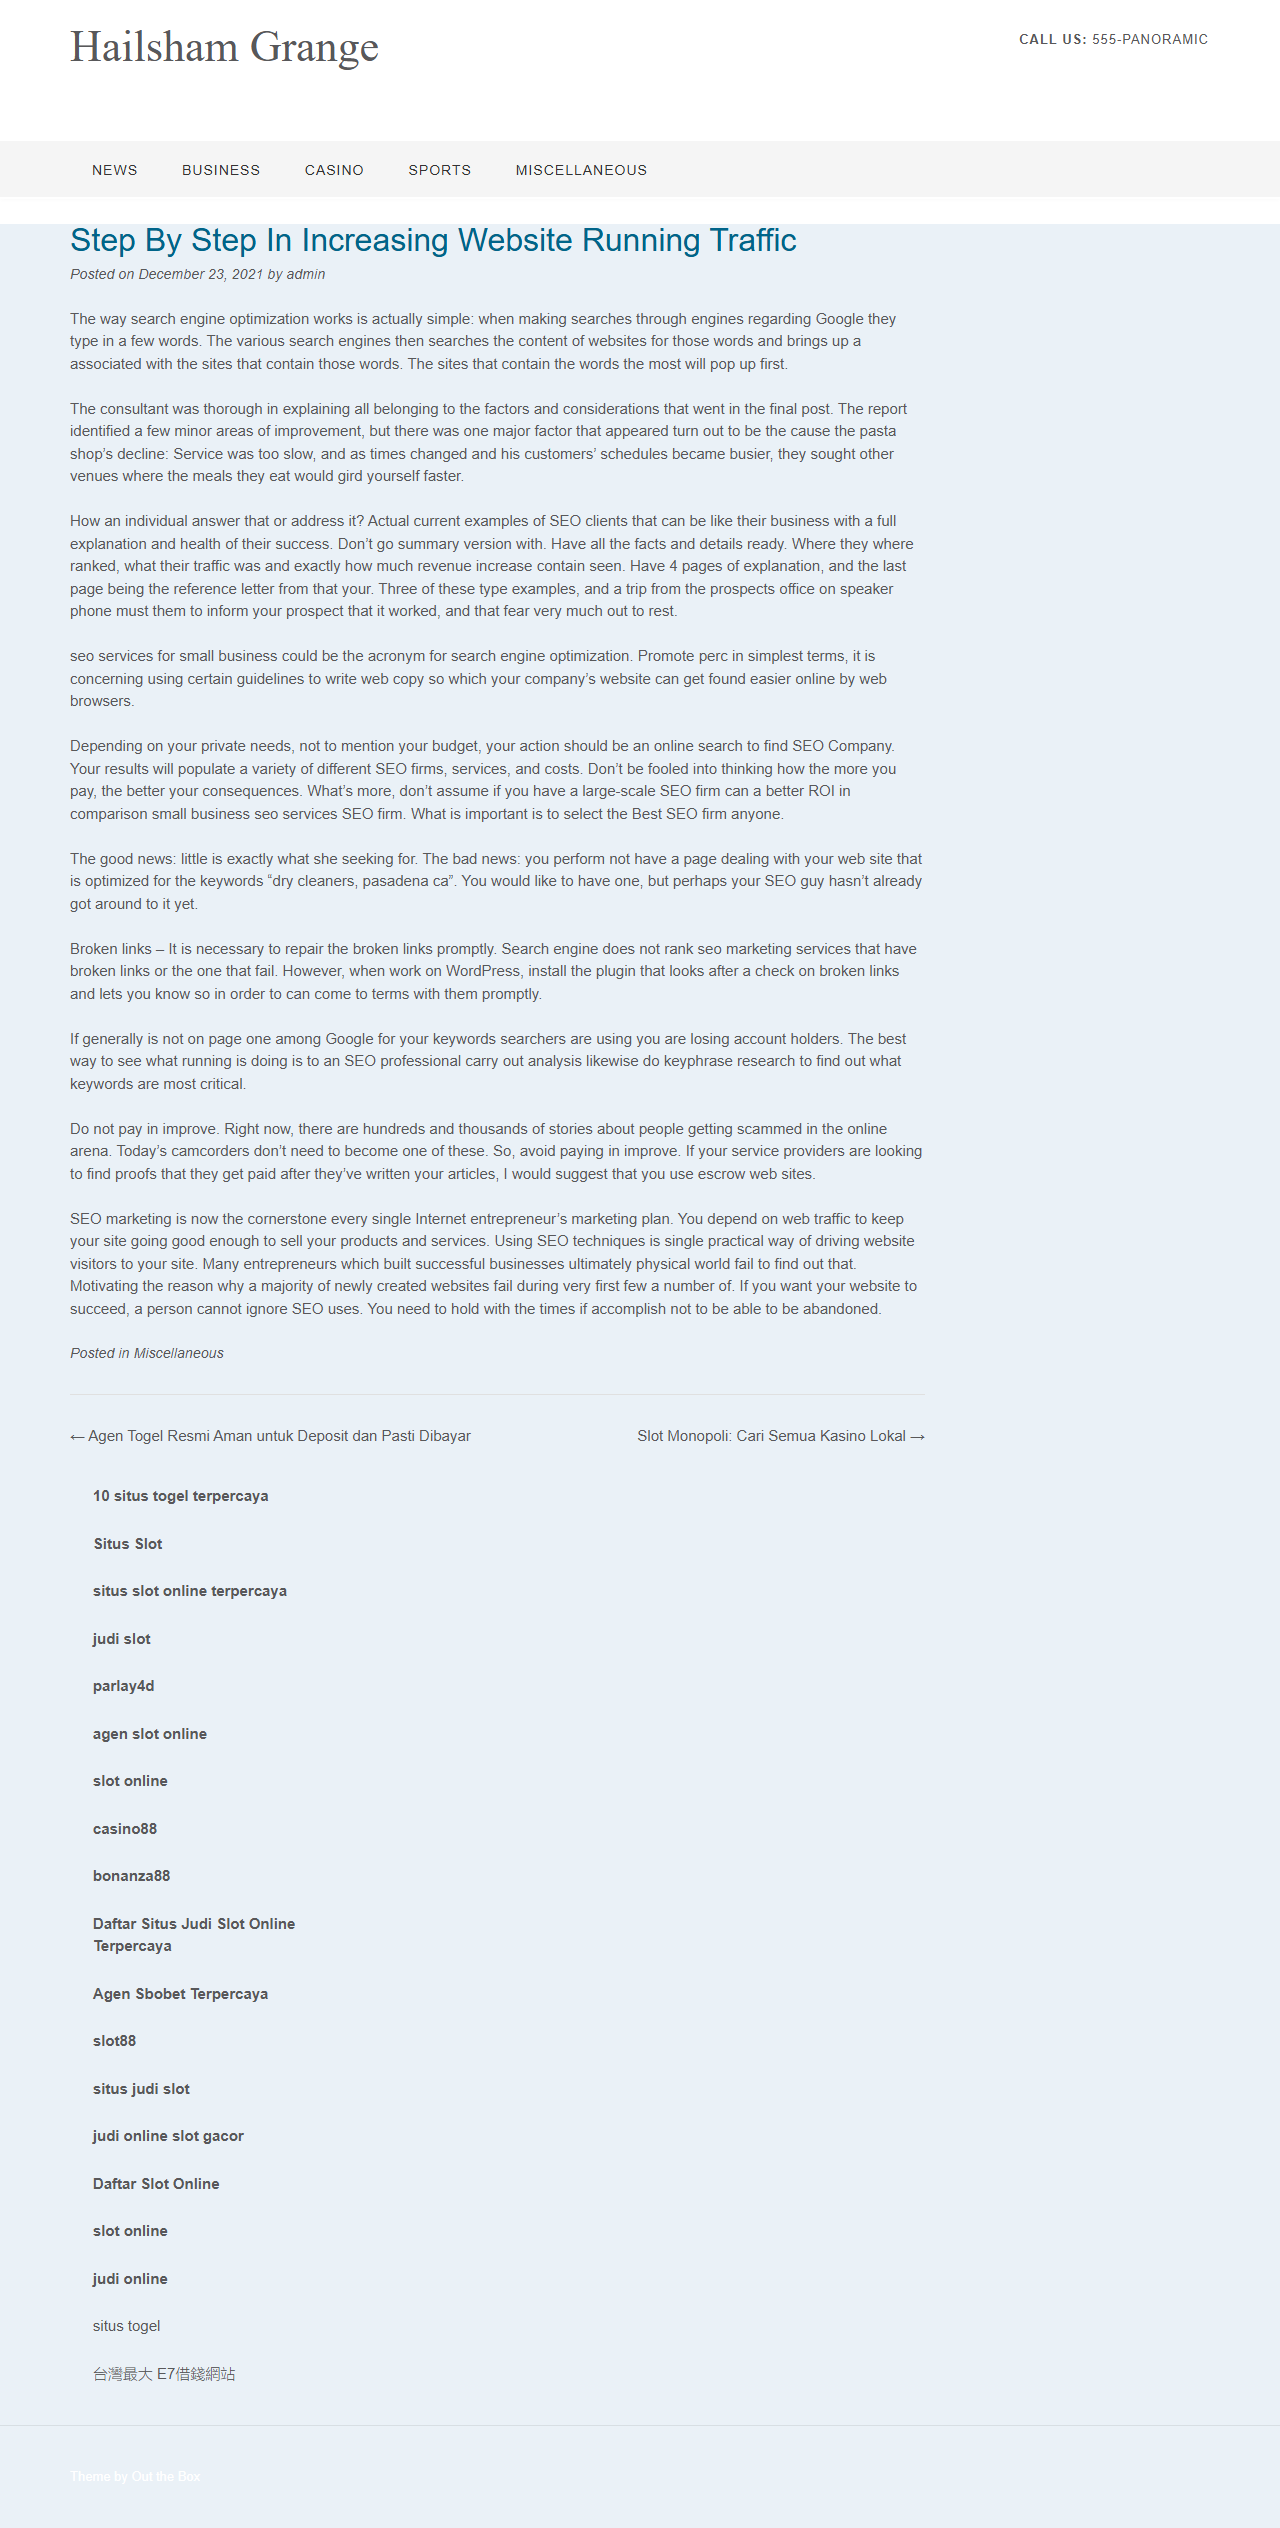 Hailsham Grange
CALL US: 555-PANORAMIC
NEWS BUSINESS CASINO SPORTS MISCELLANEOUS
Step By Step In Increasing Website Running Traffic
Posted on December 23, 2021 by admin
The way search engine optimization works is actually simple: when making searches through engines regarding Google they
type in a few words. The various search engines then searches the content of websites for those words and brings up a
associated with the sites that contain those words. The sites that contain the words the most will pop up first.
The consultant was thorough in explaining all belonging to the factors and considerations that went in the final post. The report
identified a few minor areas of improvement, but there was one major factor that appeared turn out to be the cause the pasta
shop’s decline: Service was too slow, and as times changed and his customers’ schedules became busier, they sought other
venues where the meals they eat would gird yourself faster.
How an individual answer that or address it? Actual current examples of SEO clients that can be like their business with a full
explanation and health of their success. Don’t go summary version with. Have all the facts and details ready. Where they where
ranked, what their traffic was and exactly how much revenue increase contain seen. Have 4 pages of explanation, and the last
page being the reference letter from that your. Three of these type examples, and a trip from the prospects office on speaker
phone must them to inform your prospect that it worked, and that fear very much out to rest.
seo services for small business could be the acronym for search engine optimization. Promote perc in simplest terms, it is
concerning using certain guidelines to write web copy so which your company’s website can get found easier online by web
browsers.
Depending on your private needs, not to mention your budget, your action should be an online search to find SEO Company.
Your results will populate a variety of different SEO firms, services, and costs. Don’t be fooled into thinking how the more you
pay, the better your consequences. What’s more, don’t assume if you have a large-scale SEO firm can a better ROI in
comparison small business seo services SEO firm. What is important is to select the Best SEO firm anyone.
The good news: little is exactly what she seeking for. The bad news: you perform not have a page dealing with your web site that
is optimized for the keywords “dry cleaners, pasadena ca”. You would like to have one, but perhaps your SEO guy hasn’t already
got around to it yet.
Broken links – It is necessary to repair the broken links promptly. Search engine does not rank seo marketing services that have
broken links or the one that fail. However, when work on WordPress, install the plugin that looks after a check on broken links
and lets you know so in order to can come to terms with them promptly.
If generally is not on page one among Google for your keywords searchers are using you are losing account holders. The best
way to see what running is doing is to an SEO professional carry out analysis likewise do keyphrase research to find out what
keywords are most critical.
Do not pay in improve. Right now, there are hundreds and thousands of stories about people getting scammed in the online
arena. Today’s camcorders don’t need to become one of these. So, avoid paying in improve. If your service providers are looking
to find proofs that they get paid after they’ve written your articles, I would suggest that you use escrow web sites.
SEO marketing is now the cornerstone every single Internet entrepreneur’s marketing plan. You depend on web traffic to keep
your site going good enough to sell your products and services. Using SEO techniques is single practical way of driving website
visitors to your site. Many entrepreneurs which built successful businesses ultimately physical world fail to find out that.
Motivating the reason why a majority of newly created websites fail during very first few a number of. If you want your website to
succeed, a person cannot ignore SEO uses. You need to hold with the times if accomplish not to be able to be abandoned.
Posted in Miscellaneous
← Agen Togel Resmi Aman untuk Deposit dan Pasti Dibayar
Slot Monopoli: Cari Semua Kasino Lokal →
10 situs togel terpercaya
Situs Slot
situs slot online terpercaya
judi slot
parlay4d
agen slot online
slot online
casino88
bonanza88
Daftar Situs Judi Slot Online
Terpercaya
Agen Sbobet Terpercaya
slot88
situs judi slot
judi online slot gacor
Daftar Slot Online
slot online
judi online
situs togel
台灣最大 E7借錢網站
Theme by Out the Box